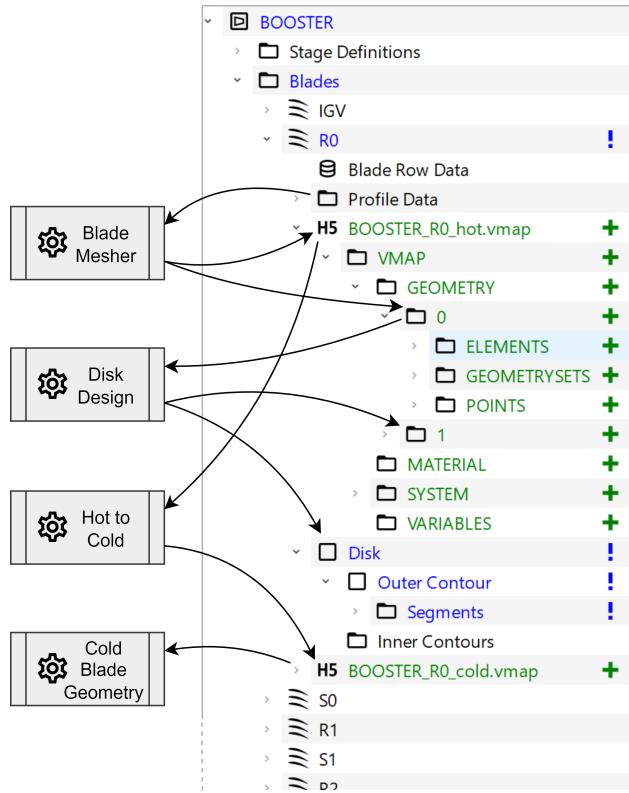 BOOSTER
Stage Definitions
Blades
IGV
R0 !
Blade Row Data
Profile Data
H5 BOOSTER_R0_hot.vmap +
VMAP +
GEOMETRY +
0 +
ELEMENTS +
GEOMETRYSETS +
POINTS +
1 +
MATERIAL +
SYSTEM +
VARIABLES +
Disk !
Outer Contour !
Segments !
Inner Contours
H5 BOOSTER_R0_cold.vmap +
S0
R1
S1
R2
Blade
Mesher
Disk
Design
Hot to
Cold
Cold
Blade
Geometry